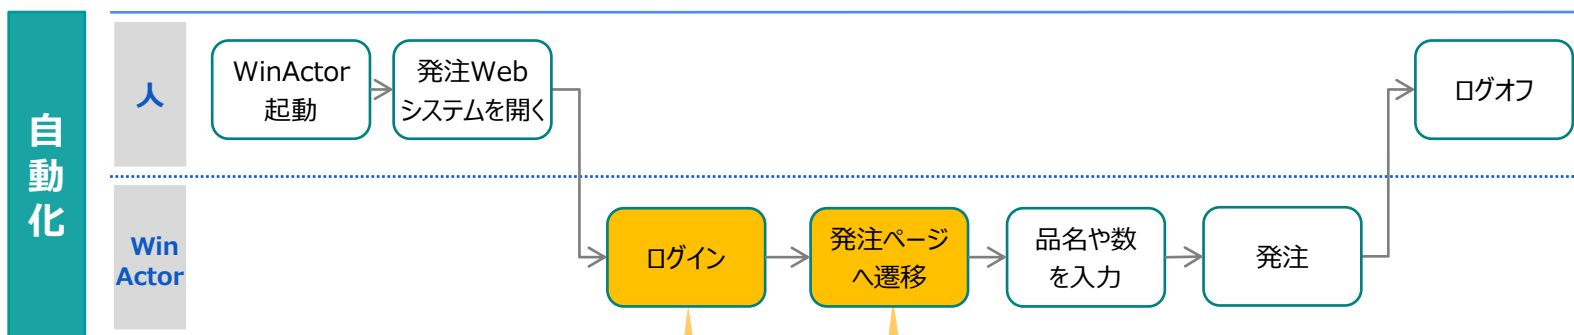 自動化
人
WinActor
起動
発注Web
システムを開く
ログオフ
Win
Actor
ログイン
発注ページ
へ遷移
品名や数
を入力
発注